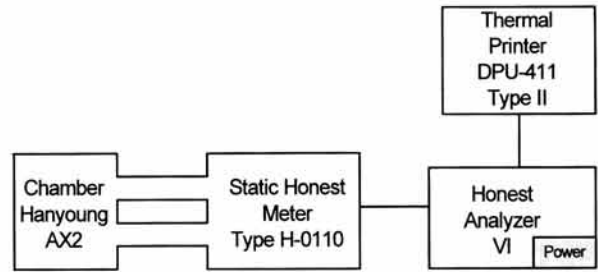 Thermal
Printer
DPU-411
Type II
Chamber
Hanyoung
AX2
Static Honest
Meter
Type H-0110
Honest
Analyzer
VI
Power